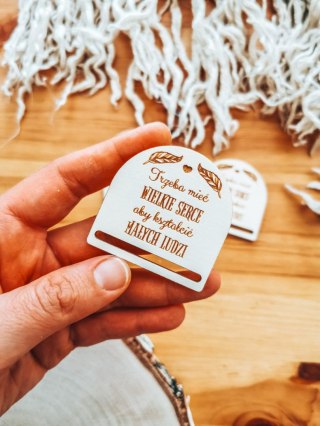 Trzeba mieć
WIELKIE SERCE
aby kształcić
MAŁYCH LUDZI